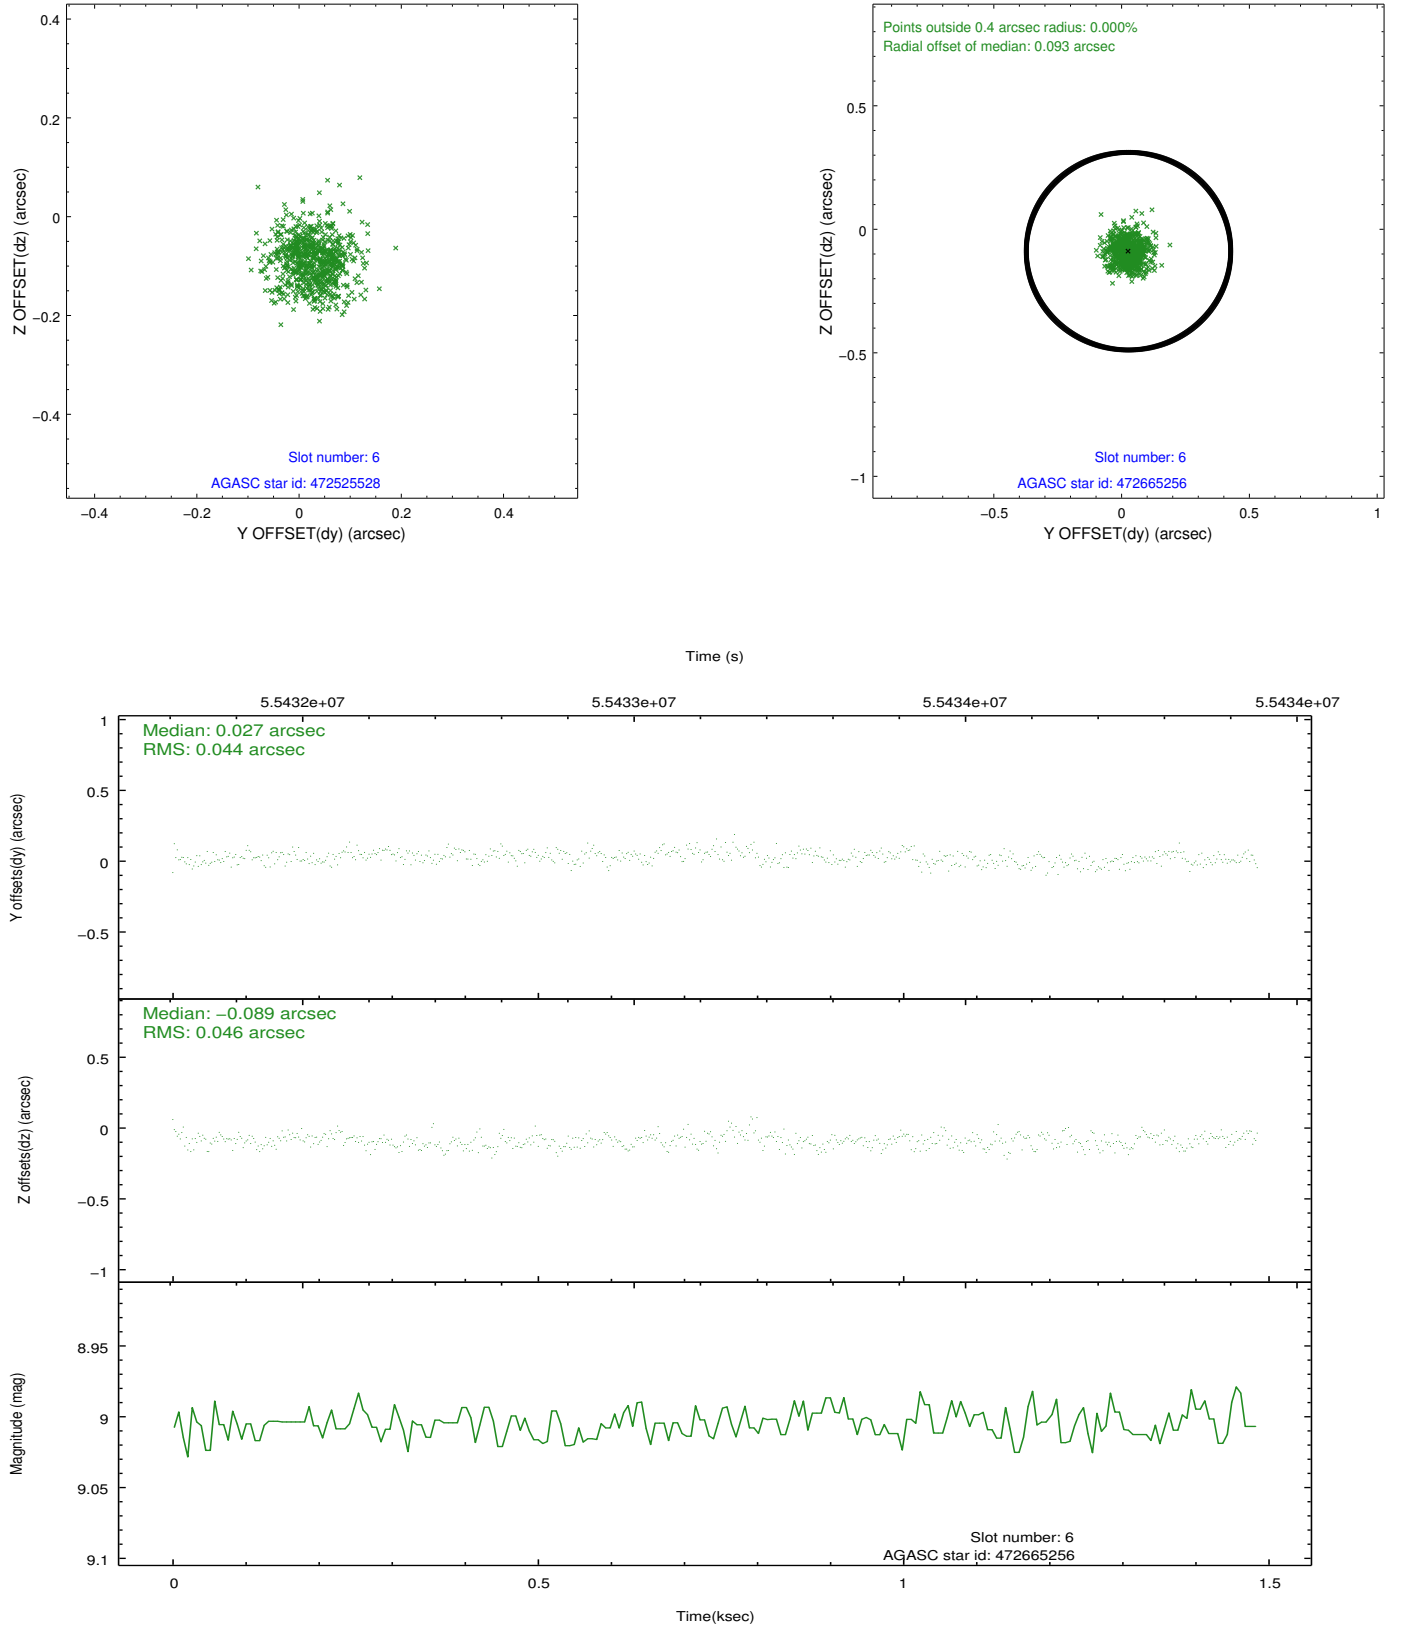 0.4
0.2
0
−0.2
−0.4
Z OFFSET(dz) (arcsec)
Slot number: 6
AGASC star id: 472525528
−0.4 −0.2 0 0.2 0.4
Y OFFSET(dy) (arcsec)
Points outside 0.4 arcsec radius: 0.000%
Radial offset of median: 0.093 arcsec
0.5
0
−0.5
−1
Z OFFSET(dz) (arcsec)
Slot number: 6
AGASC star id: 472665256
−0.5 0 0.5 1
Y OFFSET(dy) (arcsec)
Time (s)
5.5432e+07 5.5433e+07 5.5434e+07 5.5434e+07
Median: 0.027 arcsec
RMS: 0.044 arcsec
1
0.5
0
−0.5
Y offsets(dy) (arcsec)
Median: −0.089 arcsec
RMS: 0.046 arcsec
0.5
0
−0.5
−1
Z offsets(dz) (arcsec)
8.95
9
9.05
9.1
Magnitude (mag)
Slot number: 6
AGASC star id: 472665256
0 0.5 1 1.5
Time(ksec)